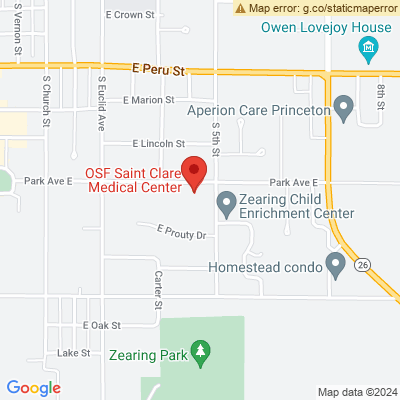 Map error: g.co/staticmaperror
E Crown St
S Vernon St
Owen Lovejoy House
E Peru St
E Marion St
S Euclid Ave
S Church St
8th St
Aperion Care Princeton
S 5th St
E Lincoln St
OSF Saint Clare
Medical Center
Park Ave E
Park Ave E
Zearing Child
Enrichment Center
E Prouty Dr
Homestead condo
26
Carter St
E Oak St
Lake St
Zearing Park
Google
Map data ©2024